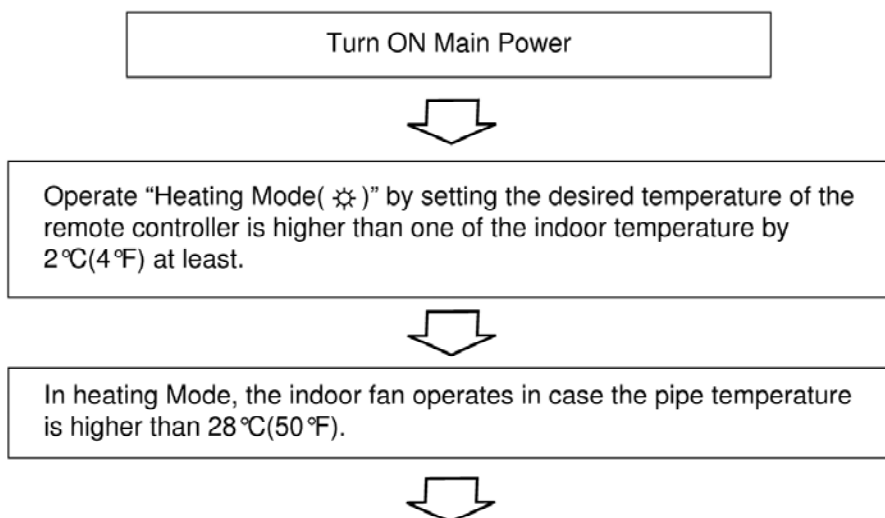 Turn ON Main Power
Operate “Heating Mode( ☼ )” by setting the desired temperature of the
remote controller is higher than one of the indoor temperature by
2°C(4°F) at least.
In heating Mode, the indoor fan operates in case the pipe temperature
is higher than 28°C(50°F).